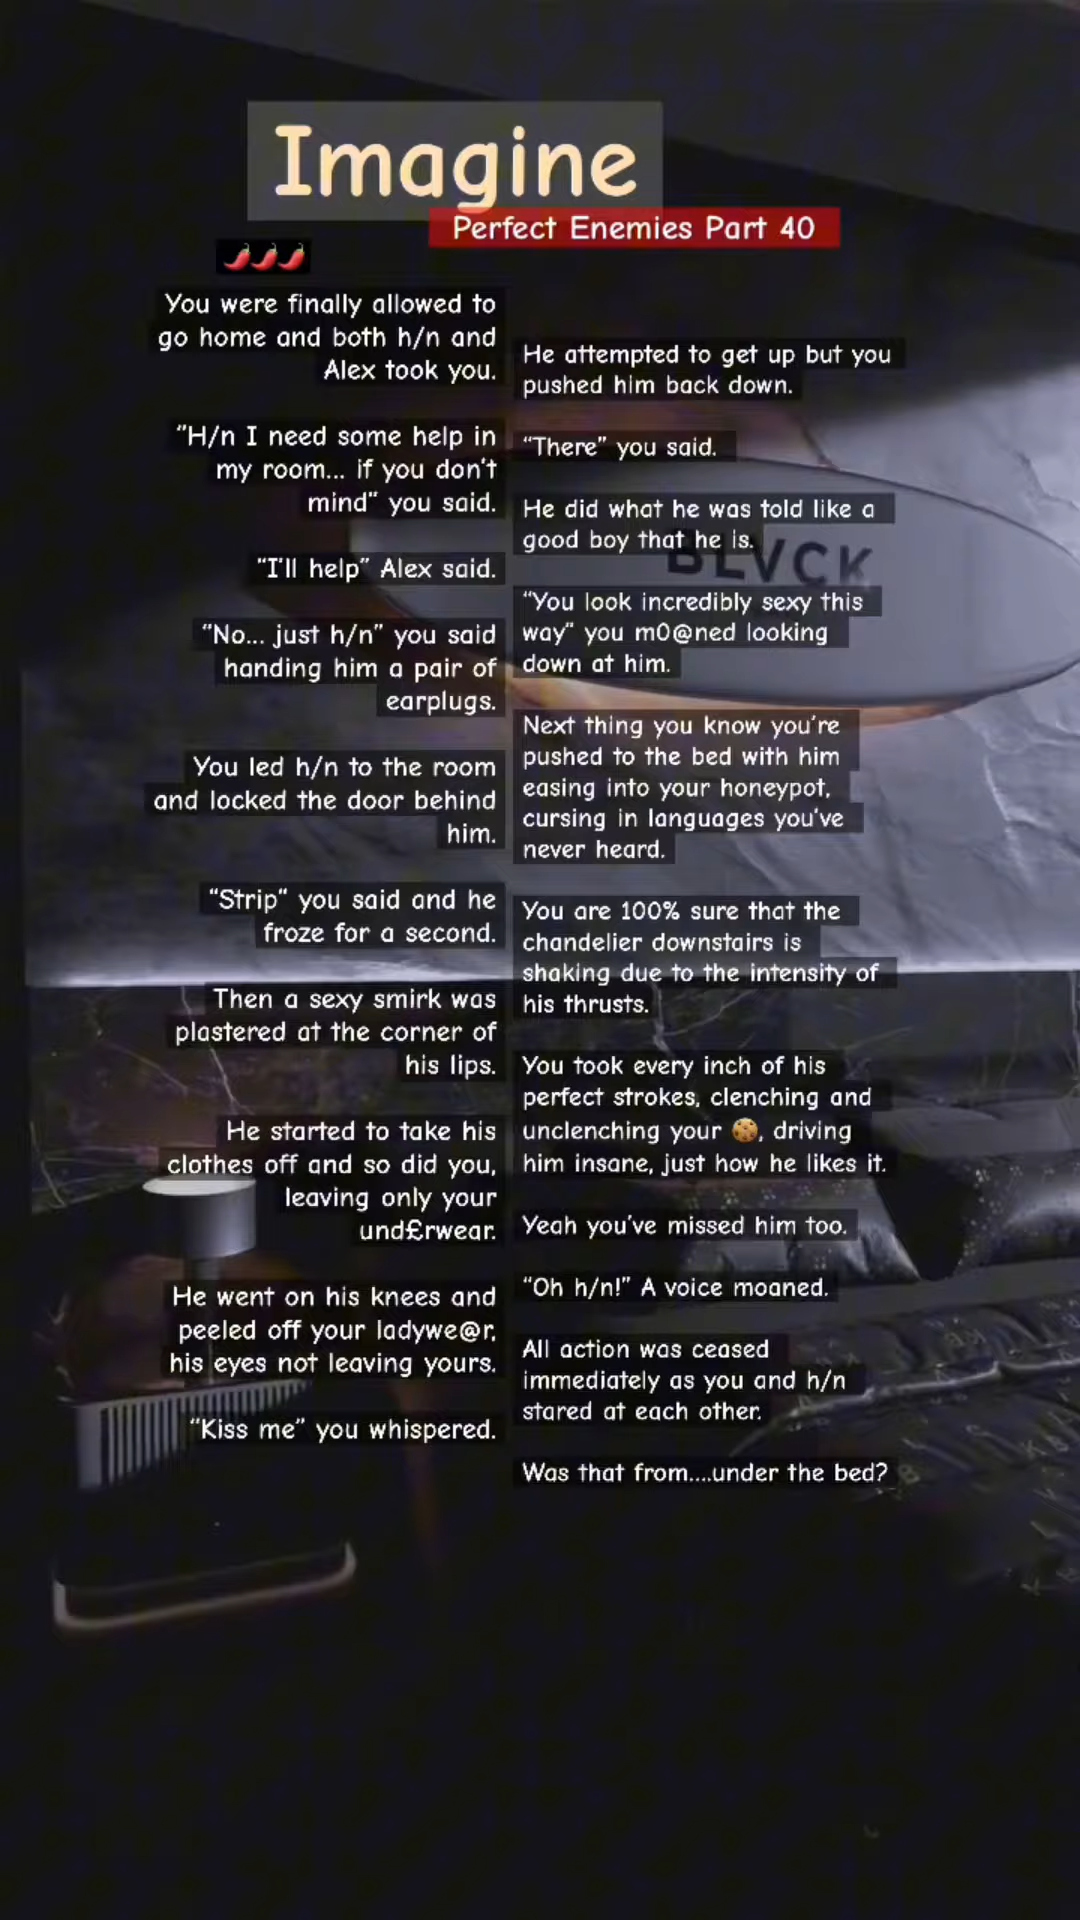 Imagine
Perfect Enemies Part 40
🌶️🌶️🌶️
You were finally allowed to
go home and both h/n and
Alex took you.
"H/n I need some help in
my room... if you don't
mind" you said.
"I'll help" Alex said.
"No... just h/n" you said
handing him a pair of
earplugs.
You led h/n to the room
and locked the door behind
him.
"Strip" you said and he
froze for a second.
Then a sexy smirk was
plastered at the corner of
his lips.
He started to take his
clothes off and so did you,
leaving only your
und£rwear.
He went on his knees and
peeled off your ladywe@r,
his eyes not leaving yours.
"Kiss me" you whispered.
He attempted to get up but you
pushed him back down.
"There" you said.
He did what he was told like a
good boy that he is.
"You look incredibly sexy this
way" you m0@ned looking
down at him.
Next thing you know you're
pushed to the bed with him
easing into your honeypot,
cursing in languages you've
never heard.
You are 100% sure that the
chandelier downstairs is
shaking due to the intensity of
his thrusts.
You took every inch of his
perfect strokes, clenching and
unclenching your 🍪, driving
him insane, just how he likes it.
Yeah you've missed him too.
"Oh h/n!" A voice moaned.
All action was ceased
immediately as you and h/n
stared at each other.
Was that from....under the bed?
BLVCK